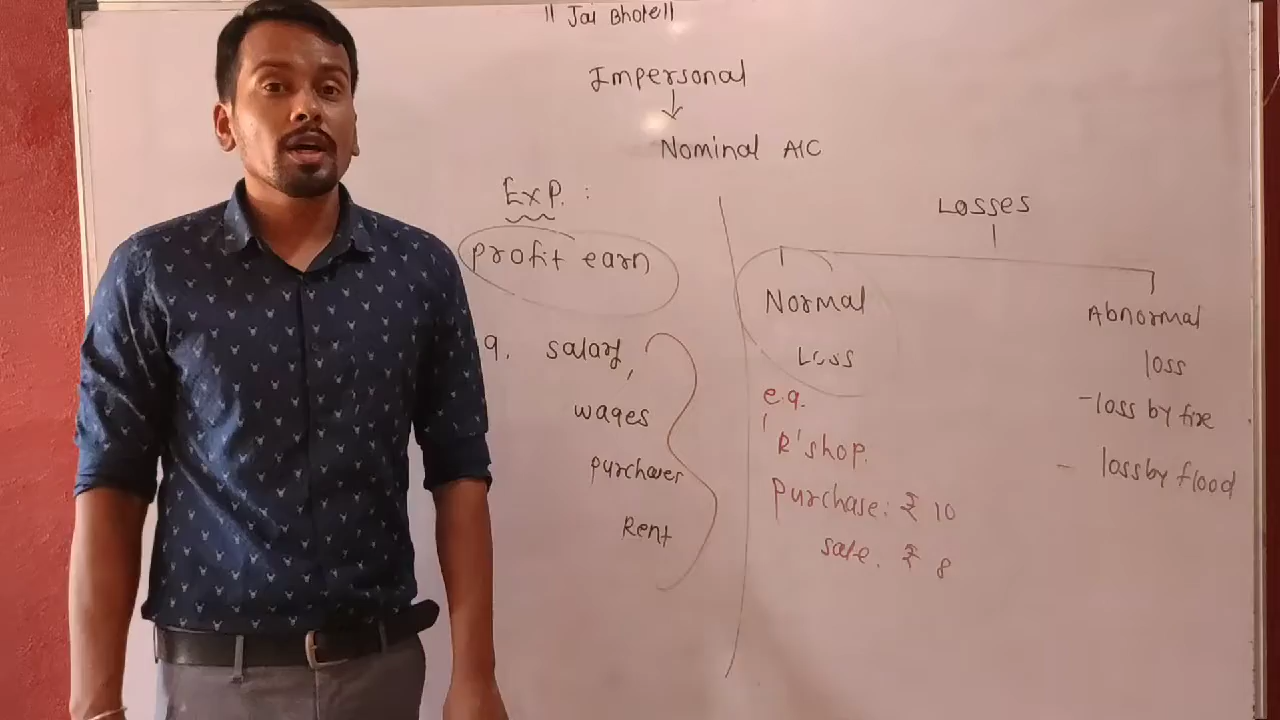 || Jai Bhole ||
Impersonal
↓
Nominal A/C
Exp. :
profit earn
g. salary,
wages
purchases
Rent
Losses
Normal
Loss
e.g.
'R' shop.
Purchase: ₹ 10
sale. ₹ 8
Abnormal
loss
- loss by fire
- loss by flood